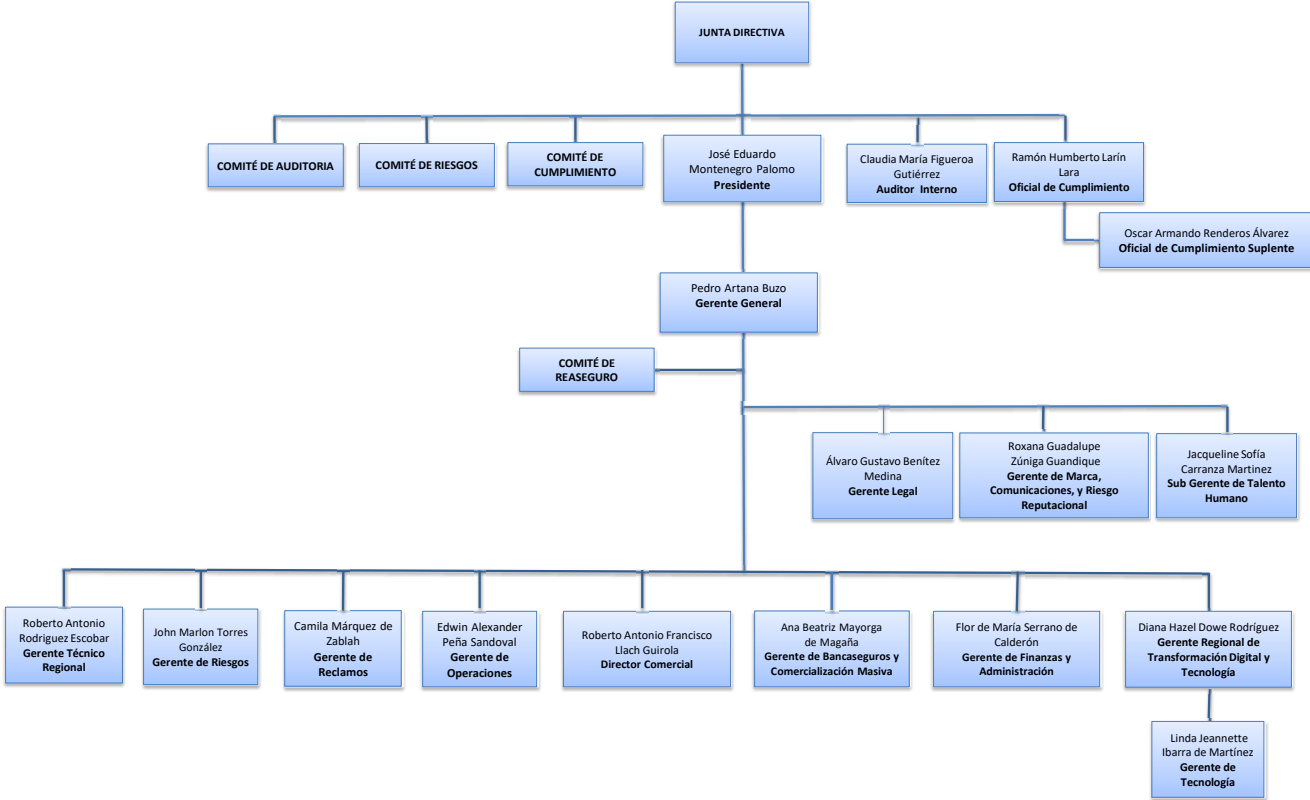 JUNTA DIRECTIVA
COMITÉ DE AUDITORIA
COMITÉ DE RIESGOS
COMITÉ DE
CUMPLIMIENTO
José Eduardo
Montenegro Palomo
Presidente
Claudia María Figueroa
Gutiérrez
Auditor Interno
Ramón Humberto Larín
Lara
Oficial de Cumplimiento
Oscar Armando Renderos Álvarez
Oficial de Cumplimiento Suplente
Pedro Artana Buzo
Gerente General
COMITÉ DE
REASEGURO
Álvaro Gustavo Benítez
Medina
Gerente Legal
Roxana Guadalupe
Zúniga Guandique
Gerente de Marca,
Comunicaciones, y Riesgo
Reputacional
Jacqueline Sofía
Carranza Martinez
Sub Gerente de Talento
Humano
Roberto Antonio
Rodriguez Escobar
Gerente Técnico
Regional
John Marlon Torres
González
Gerente de Riesgos
Camila Márquez de
Zablah
Gerente de
Reclamos
Edwin Alexander
Peña Sandoval
Gerente de
Operaciones
Roberto Antonio Francisco
Llach Guirola
Director Comercial
Ana Beatriz Mayorga
de Magaña
Gerente de Bancaseguros y
Comercialización Masiva
Flor de María Serrano de
Calderón
Gerente de Finanzas y
Administración
Diana Hazel Dowe Rodríguez
Gerente Regional de
Transformación Digital y
Tecnología
Linda Jeannette
Ibarra de Martínez
Gerente de
Tecnología